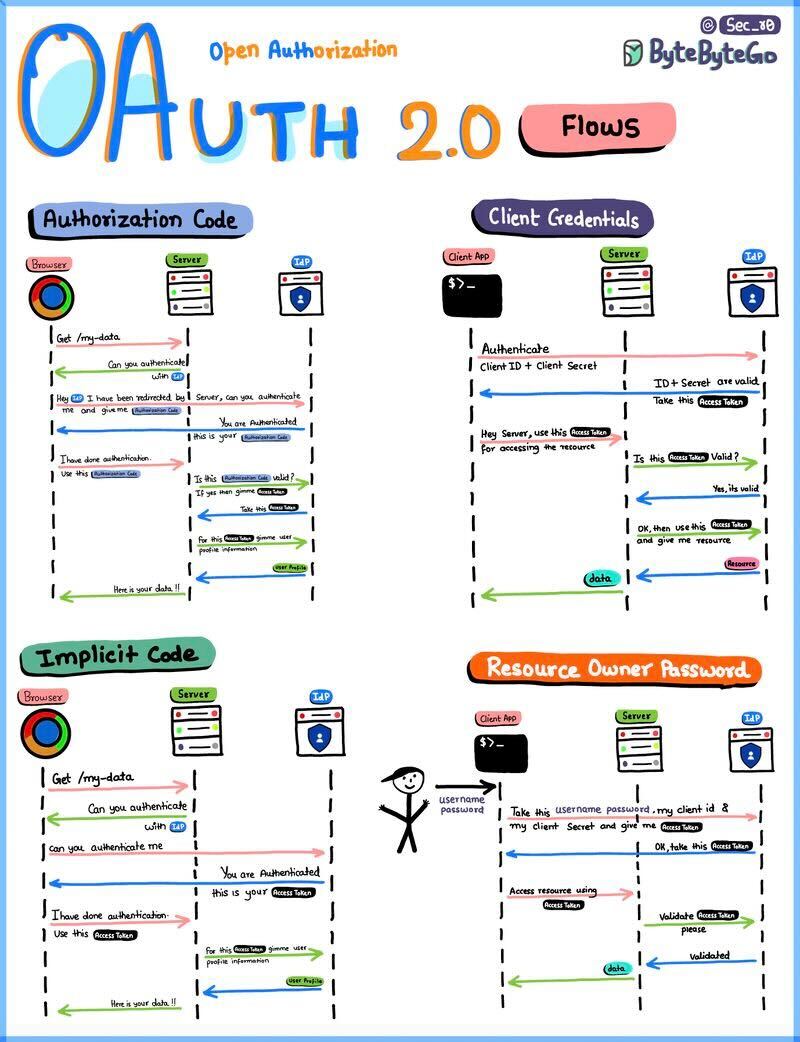 @ Sec_r0
ByteByteGo
Open Authorization
OAuth 2.0
Flows
Authorization Code
Browser
Server
IdP
Get /my-data
Can you authenticate
with IdP
Hey IdP I have been redirected by Server, can you authenticate
me and give me Authorization Code
You are Authenticated
this is your Authorization Code
I have done authentication.
Use this Authorization Code
Is this Authorization Code valid?
If yes then gimme Access Token
Take this Access Token
For this Access Token gimme user
profile information
User Profile
Here is your data !!
Client Credentials
Client App
Server
IdP
$>_
Authenticate
Client ID + Client Secret
ID + Secret are valid
Take this Access Token
Hey Server, use this Access Token
for accessing the resource
Is this Access Token Valid?
Yes, its valid
OK, then use this Access Token
and give me resource
Resource
data
Implicit Code
Browser
Server
IdP
Get /my-data
Can you authenticate
with IdP
can you authenticate me
You are Authenticated
this is your Access Token
I have done authentication.
Use this Access Token
For this Access Token gimme user
profile information
User Profile
Here is your data !!
Resource Owner Password
Client App
Server
IdP
$>_
username
password
Take this username password, my client id &
my client Secret and give me Access Token
OK, take this Access Token
Access resource using
Access Token
Validate Access Token
please
Validated
data